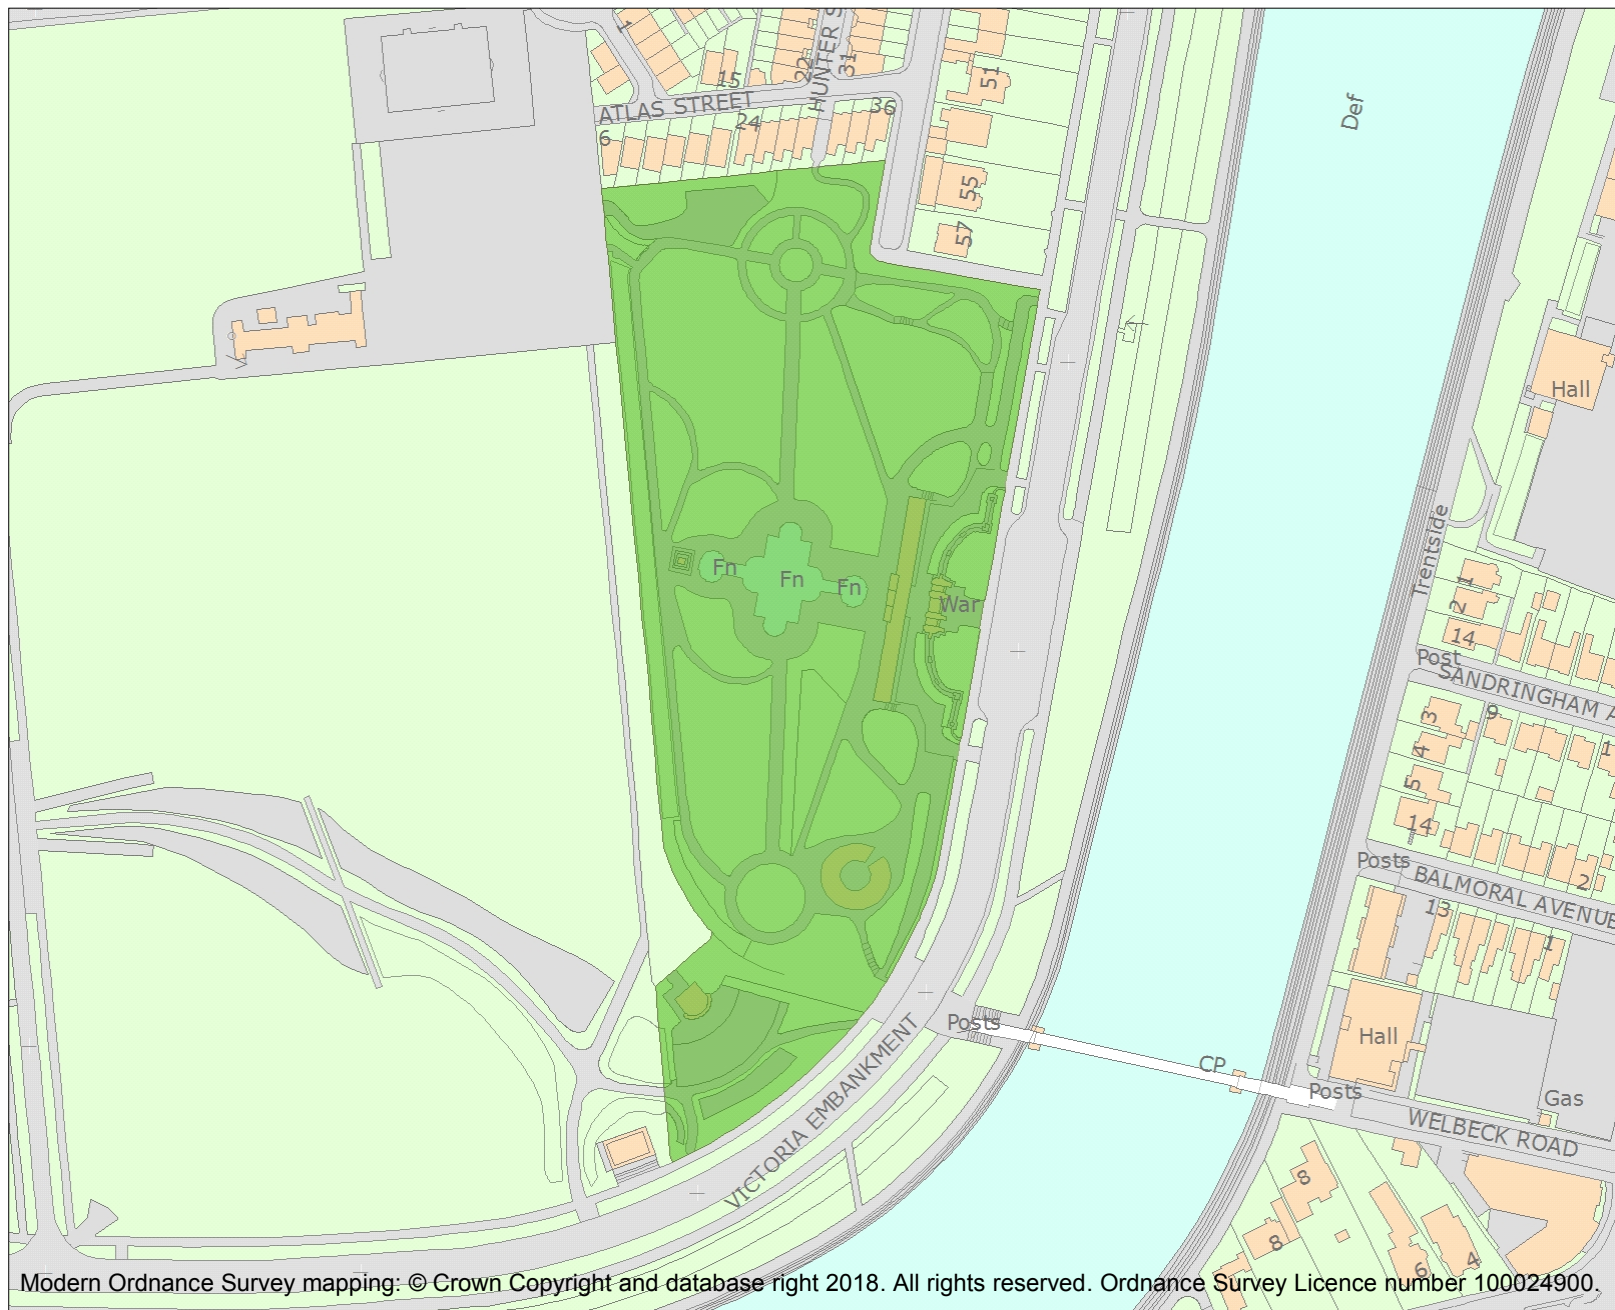 1
15
22
HUNTER S
31
51
Def
ATLAS STREET
6
24
36
55
57
Hall
Fn
Fn
Fn
War
Trentside
1
2
14
Post
SANDRINGHAM A
3
9
4
1
5
14
Posts
BALMORAL AVENUE
2
13
1
Posts
Hall
CP
Posts
Gas
VICTORIA EMBANKMENT
WELBECK ROAD
8
8
6
4
Modern Ordnance Survey mapping: © Crown Copyright and database right 2018. All rights reserved. Ordnance Survey Licence number 100024900.